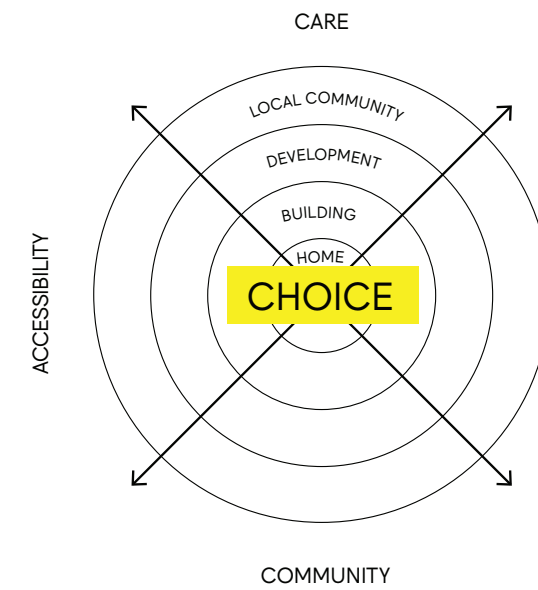 CARE
LOCAL COMMUNITY
DEVELOPMENT
BUILDING
HOME
CHOICE
ACCESSIBILITY
COMMUNITY